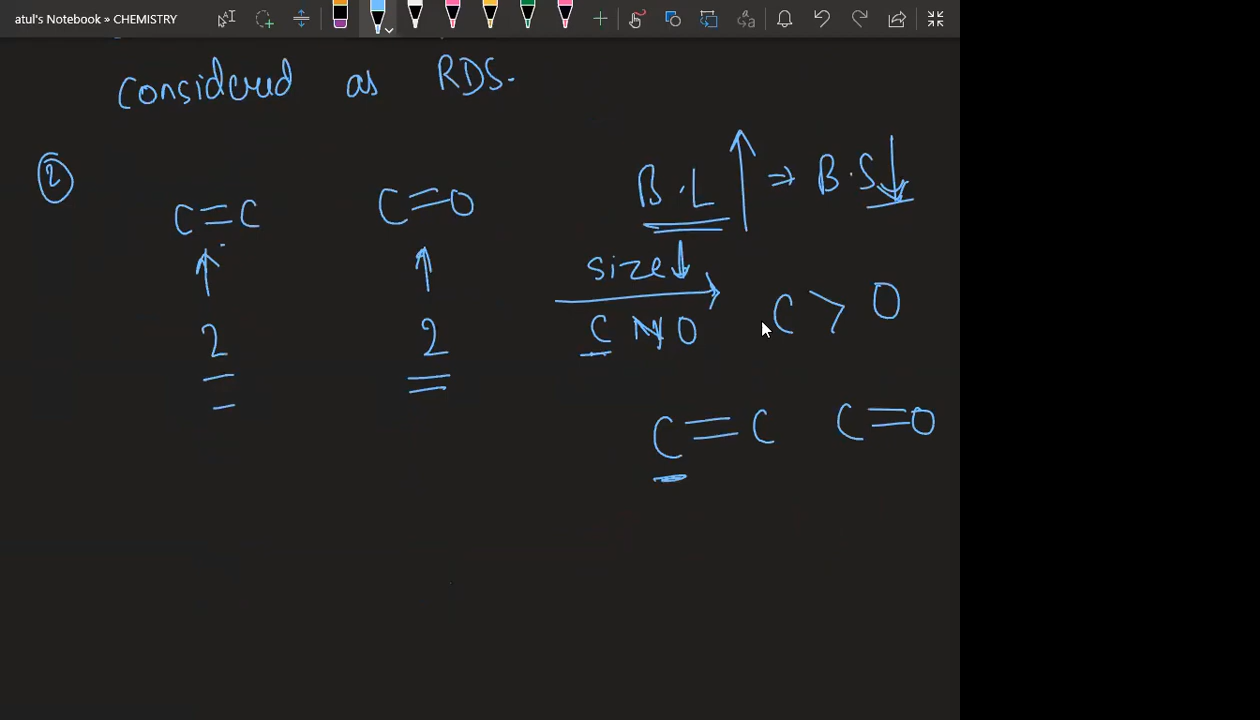 atul's Notebook » CHEMISTRY
considered as RDS.
2
C=C C=O
2 2
B.L ↑ ⇒ B.S ↓
size ↓
C N O C > O
C=C C=O